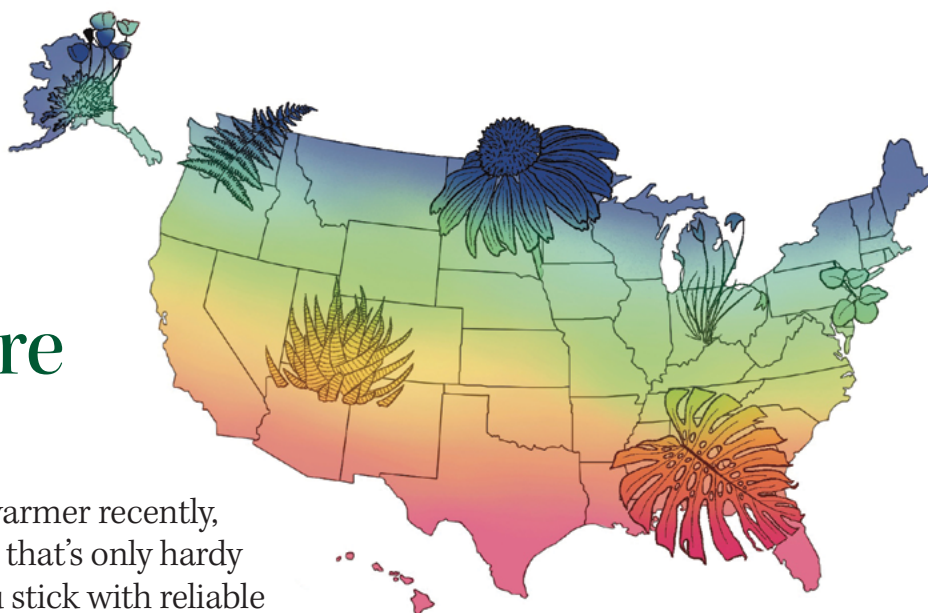 re
warmer recently,
that's only hardy
stick with reliable